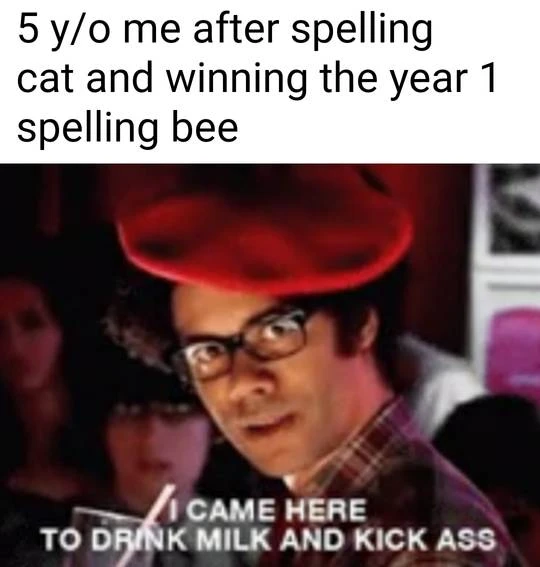 5 y/o me after spelling
cat and winning the year 1
spelling bee
I CAME HERE
TO DRINK MILK AND KICK ASS